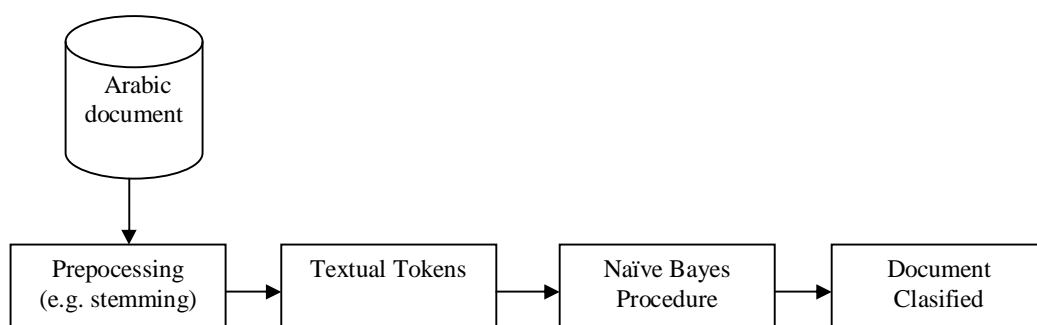 Arabic
document
Prepocessing
(e.g. stemming)
Textual Tokens
Naïve Bayes
Procedure
Document
Clasified